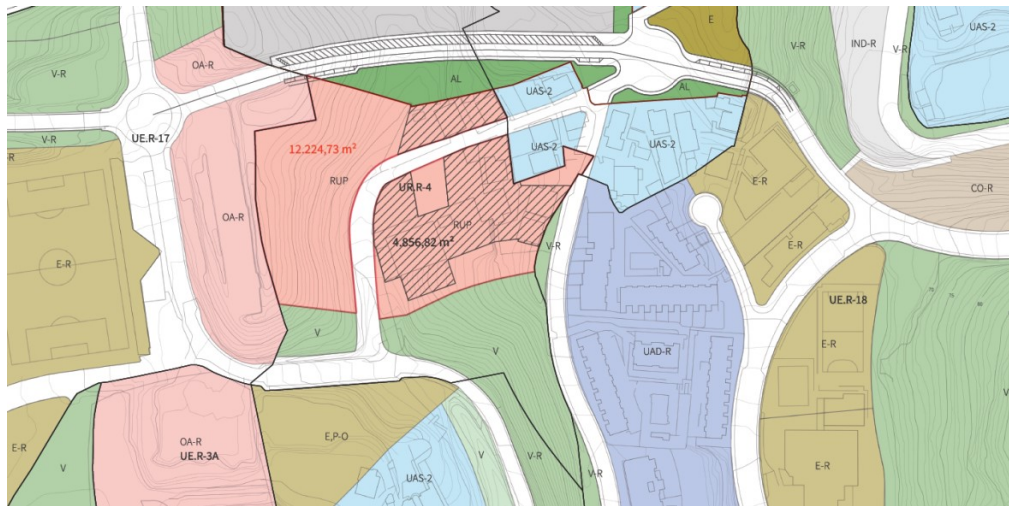 E
UAS-2
V-R
IND-R
V-R
OA-R
V-R
AL
UAS-2
AL
UE.R-17
V-R
12.224,73 m²
UAS-2
UAS-2
RUP
UR.R-4
E-R
CO-R
OA-R
RUP
4.856,82 m²
V-R
E-R
E-R
UE.R-18
V
V
E-R
UAD-R
V
OA-R
E,P-O
E-R
V
UE.R-3A
UAS-2
V-R
V-R
E-R